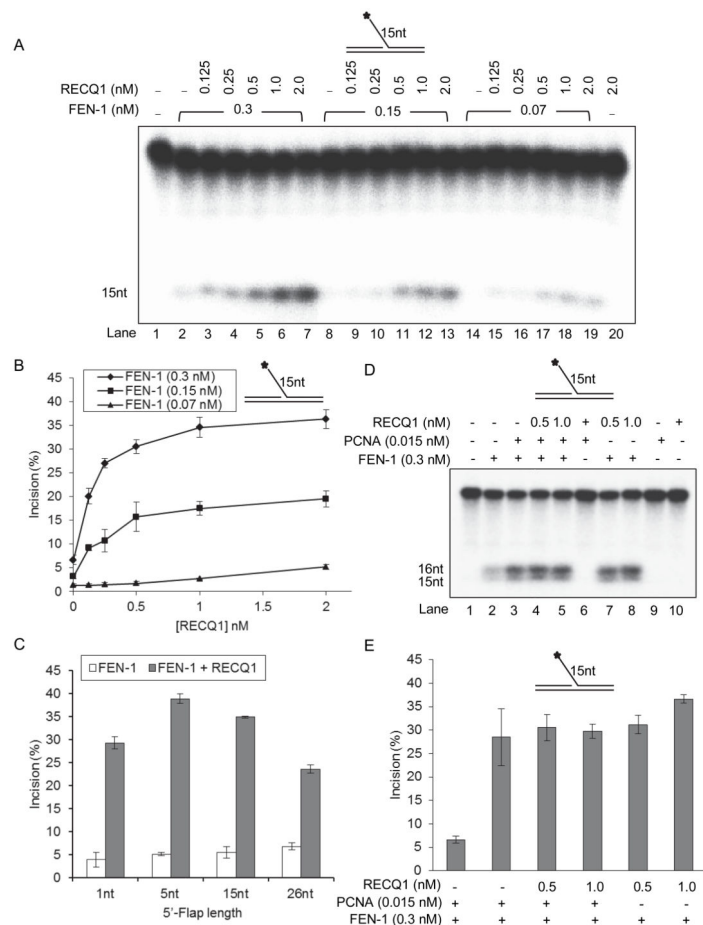 A
15nt
RECQ1 (nM) – – 0.125 0.25 0.5 1.0 2.0 – 0.125 0.25 0.5 1.0 2.0 – 0.125 0.25 0.5 1.0 2.0 2.0
FEN-1 (nM) – 0.3 0.15 0.07 –
15nt
Lane 1 2 3 4 5 6 7 8 9 10 11 12 13 14 15 16 17 18 19 20
B
FEN-1 (0.3 nM)
FEN-1 (0.15 nM)
FEN-1 (0.07 nM)
15nt
Incision (%)
45
40
35
30
25
20
15
10
5
0
0 0.5 1 1.5 2
[RECQ1] nM
C
FEN-1 FEN-1 + RECQ1
Incision (%)
45
40
35
30
25
20
15
10
5
0
1nt 5nt 15nt 26nt
5'-Flap length
D
15nt
RECQ1 (nM) - - - 0.5 1.0 + 0.5 1.0 - +
PCNA (0.015 nM) - - + + + + - - + -
FEN-1 (0.3 nM) - + + + + - + + - -
16nt
15nt
Lane 1 2 3 4 5 6 7 8 9 10
E
15nt
Incision (%)
45
40
35
30
25
20
15
10
5
0
RECQ1 (nM) - - 0.5 1.0 0.5 1.0
PCNA (0.015 nM) + + + + - -
FEN-1 (0.3 nM) + + + + + +